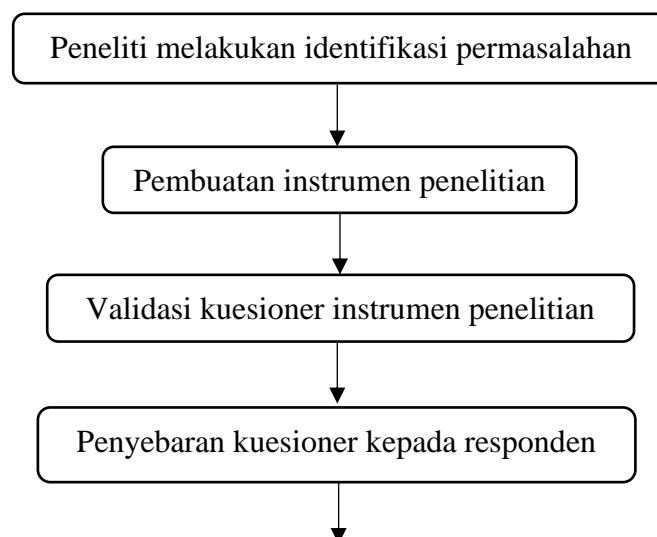 Peneliti melakukan identifikasi permasalahan
Pembuatan instrumen penelitian
Validasi kuesioner instrumen penelitian
Penyebaran kuesioner kepada responden